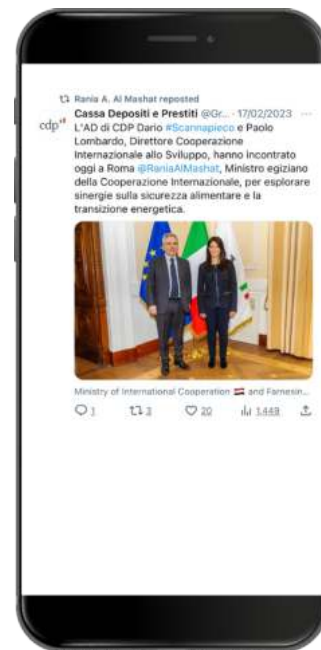 Rania A. Al Mashat reposted
cdp
Cassa Depositi e Prestiti @Gr... · 17/02/2023 ...
L'AD di CDP Dario #Scannapieco e Paolo
Lombardo, Direttore Cooperazione
Internazionale allo Sviluppo, hanno incontrato
oggi a Roma @RaniaAlMashat, Ministro egiziano
della Cooperazione Internazionale, per esplorare
sinergie sulla sicurezza alimentare e la
transizione energetica.
Ministry of International Cooperation 🇪🇬 and Farnesin...
1 3 20 1,449